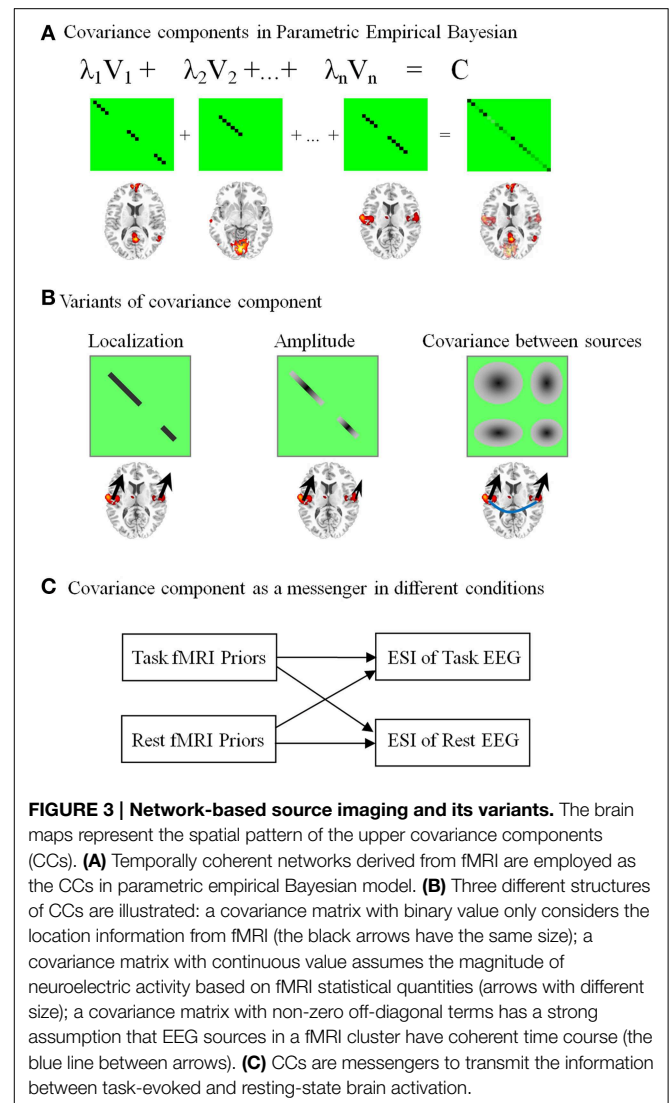 A Covariance components in Parametric Empirical Bayesian
λ1V1 + λ2V2 +...+ λnVn = C
+ + ... + =
B Variants of covariance component
Localization Amplitude Covariance between sources
C Covariance component as a messenger in different conditions
Task fMRI Priors ESI of Task EEG
Rest fMRI Priors ESI of Rest EEG
FIGURE 3 | Network-based source imaging and its variants. The brain
maps represent the spatial pattern of the upper covariance components
(CCs). (A) Temporally coherent networks derived from fMRI are employed as
the CCs in parametric empirical Bayesian model. (B) Three different structures
of CCs are illustrated: a covariance matrix with binary value only considers the
location information from fMRI (the black arrows have the same size); a
covariance matrix with continuous value assumes the magnitude of
neuroelectric activity based on fMRI statistical quantities (arrows with different
size); a covariance matrix with non-zero off-diagonal terms has a strong
assumption that EEG sources in a fMRI cluster have coherent time course (the
blue line between arrows). (C) CCs are messengers to transmit the information
between task-evoked and resting-state brain activation.